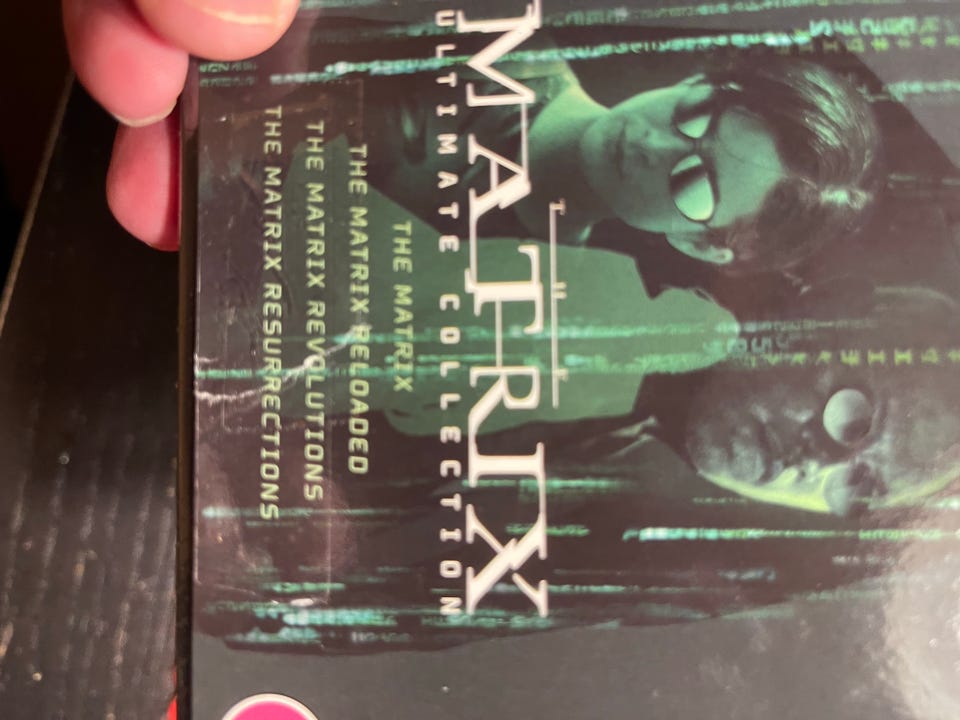 THE
MATRIX
ULTIMATE COLLECTION
THE MATRIX
THE MATRIX RELOADED
THE MATRIX REVOLUTIONS
THE MATRIX RESURRECTIONS